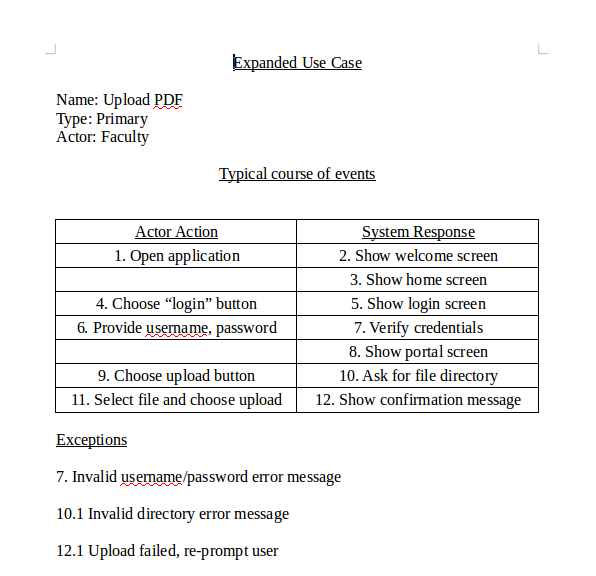 Expanded Use Case
Name: Upload PDF
Type: Primary
Actor: Faculty
Typical course of events
Actor Action System Response
1. Open application 2. Show welcome screen
3. Show home screen
4. Choose “login” button 5. Show login screen
6. Provide username, password 7. Verify credentials
8. Show portal screen
9. Choose upload button 10. Ask for file directory
11. Select file and choose upload 12. Show confirmation message
Exceptions
7. Invalid username/password error message
10.1 Invalid directory error message
12.1 Upload failed, re-prompt user